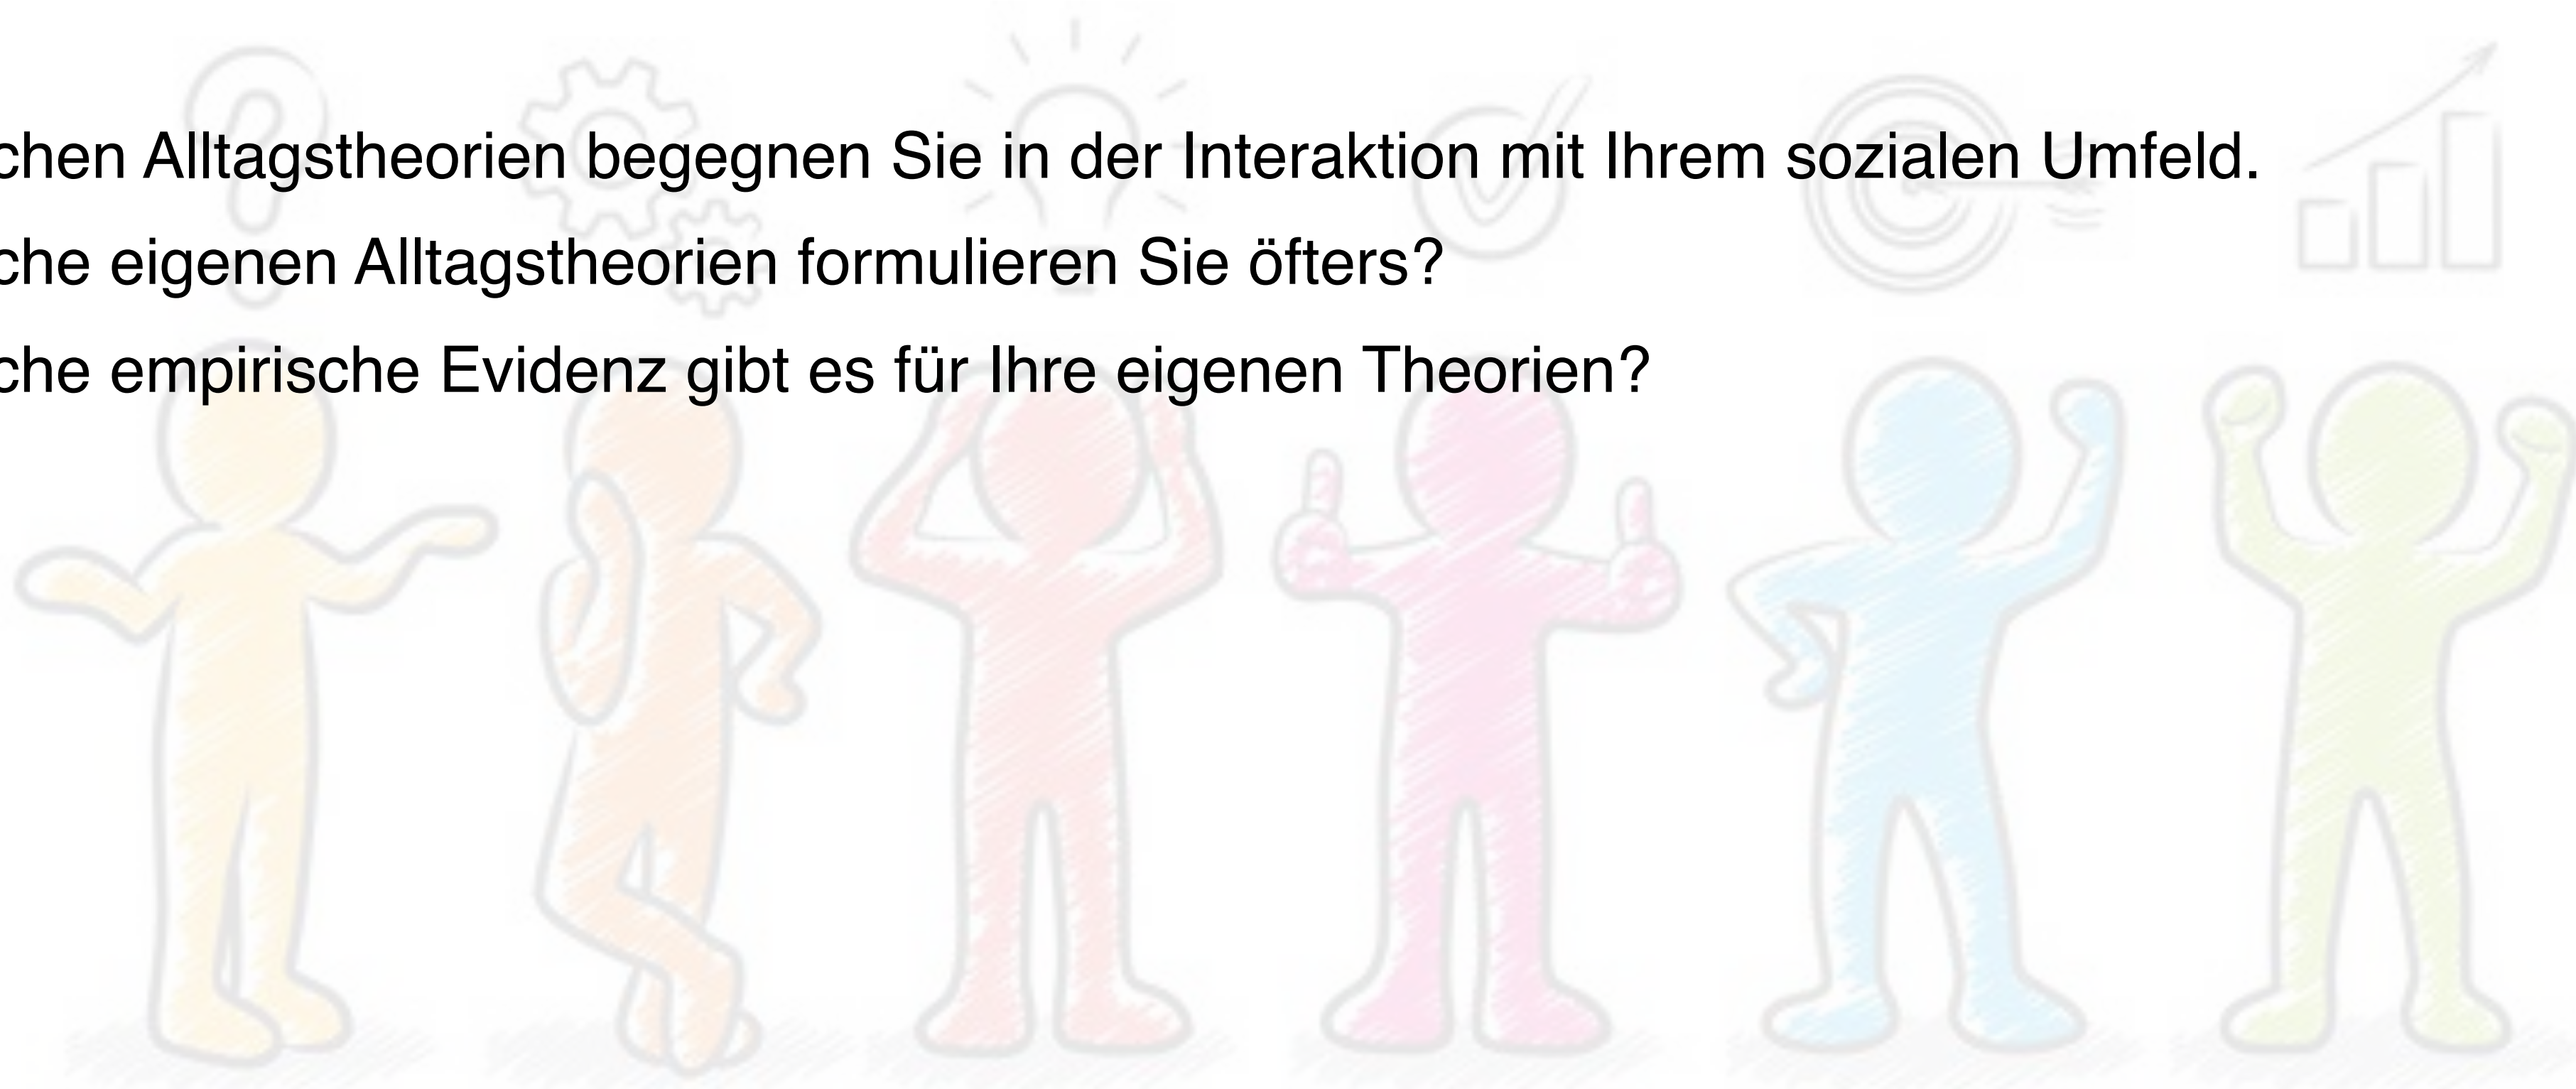 chen Alltagstheorien begegnen Sie in der Interaktion mit Ihrem sozialen Umfeld.
che eigenen Alltagstheorien formulieren Sie öfters?
che empirische Evidenz gibt es für Ihre eigenen Theorien?